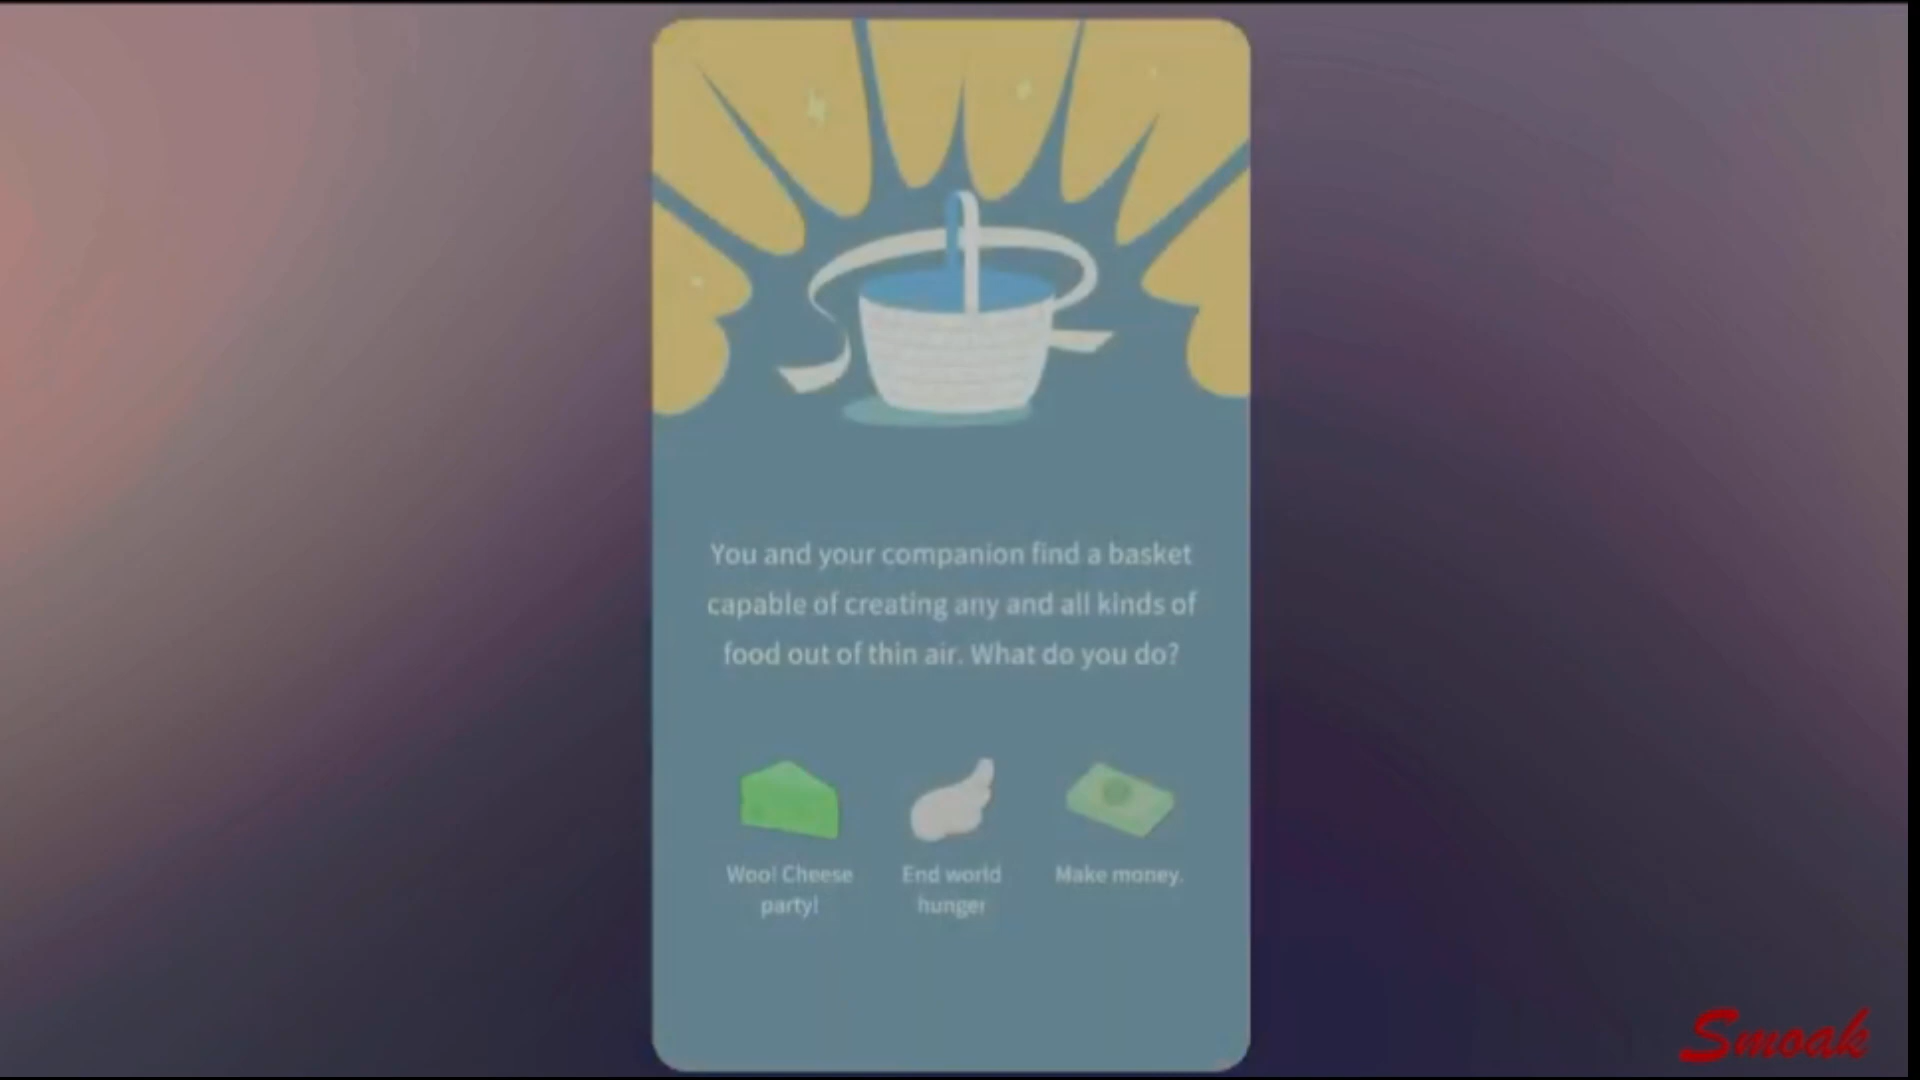 You and your companion find a basket
capable of creating any and all kinds of
food out of thin air. What do you do?
Woo! Cheese
party!
End world
hunger
Make money.
Smoak